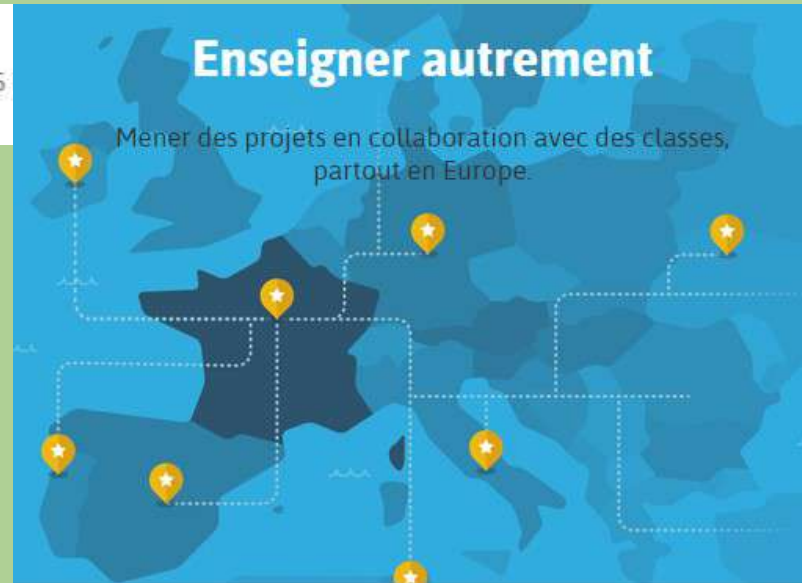 Enseigner autrement
Mener des projets en collaboration avec des classes,
partout en Europe.